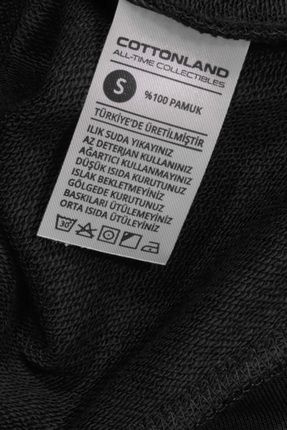 COTTONLAND
ALL-TIME COLLECTIBLES
S %100 PAMUK
TÜRKİYE'DE ÜRETİLMİŞTİR
ILIK SUDA YIKAYINIZ
AZ DETERJAN KULLANINIZ
AĞARTICI KULLANMAYINIZ
DÜŞÜK ISIDA KURUTUNUZ
ISLAK BEKLETMEYİNİZ
GÖLGEDE KURUTUNUZ
BASKILARI ÜTÜLEMEYİNİZ
ORTA ISIDA ÜTÜLEYİNİZ
30